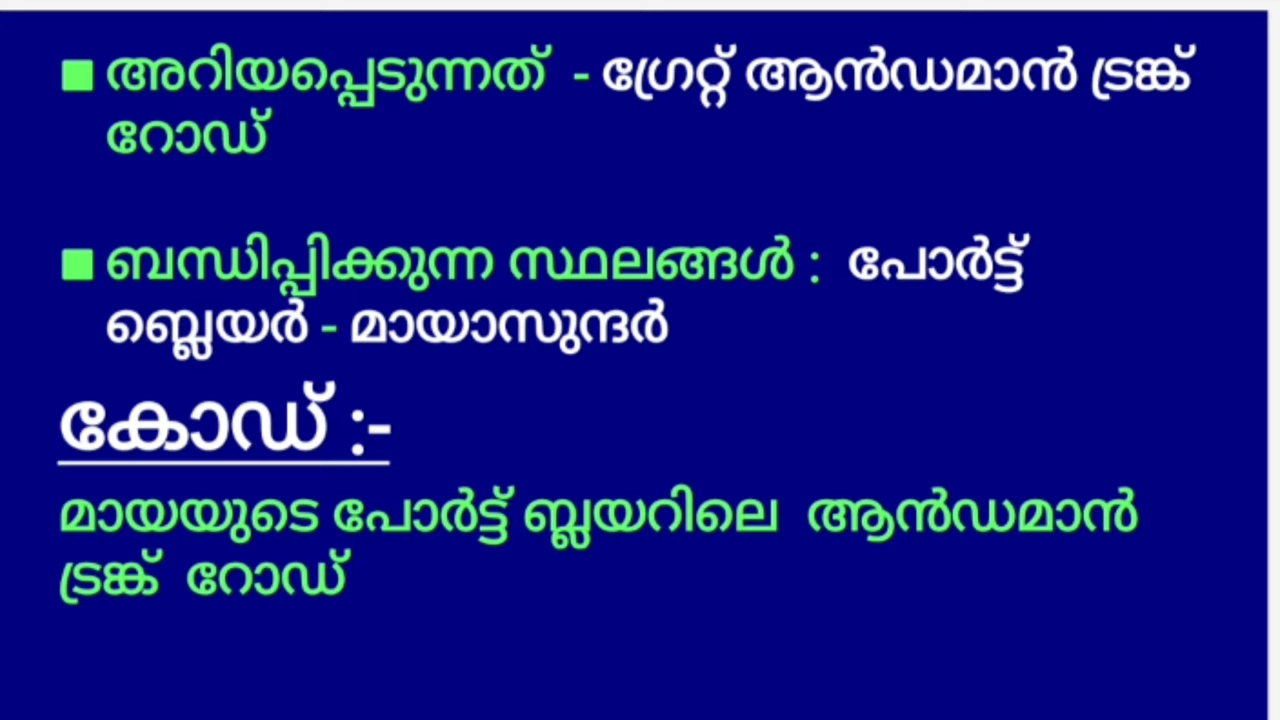 ■ അറിയപ്പെടുന്നത് - ഗ്രേറ്റ് ആൻഡമാൻ ട്രങ്ക്
റോഡ്
■ ബന്ധിപ്പിക്കുന്ന സ്ഥലങ്ങൾ : പോർട്ട്
ബ്ലെയർ - മായാസുന്ദർ
കോഡ് :-
മായയുടെ പോർട്ട് ബ്ലയറിലെ ആൻഡമാൻ
ട്രങ്ക് റോഡ്